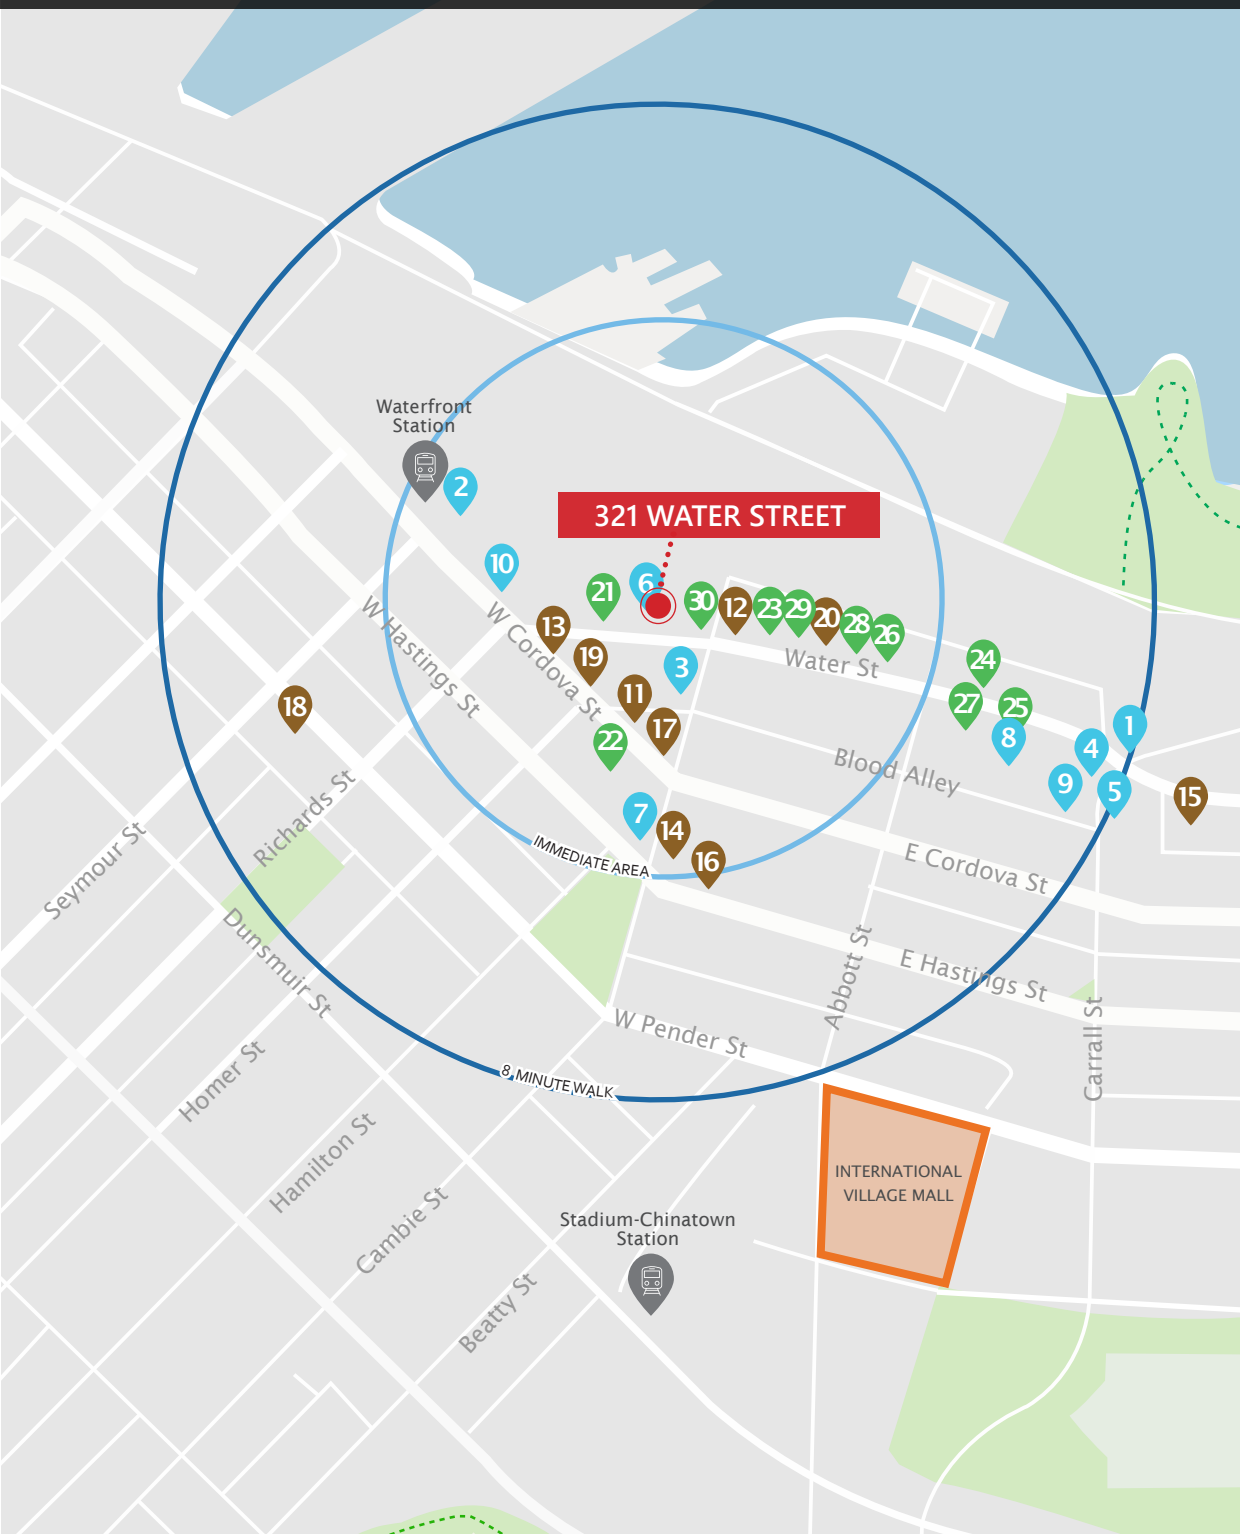 Waterfront
Station
2
321 WATER STREET
10
6
21
30
12
23
29
20
28
26
13
W Hastings St
W Cordova St
19
3
Water St
24
11
27
25
18
17
22
8
1
4
Blood Alley
9
5
15
7
14
16
IMMEDIATE AREA
Richards St
Seymour St
E Cordova St
Dunsmuir St
Abbott St
E Hastings St
W Pender St
Carrall St
8 MINUTE WALK
Homer St
Hamilton St
INTERNATIONAL
VILLAGE MALL
Cambie St
Stadium-Chinatown
Station
Beatty St